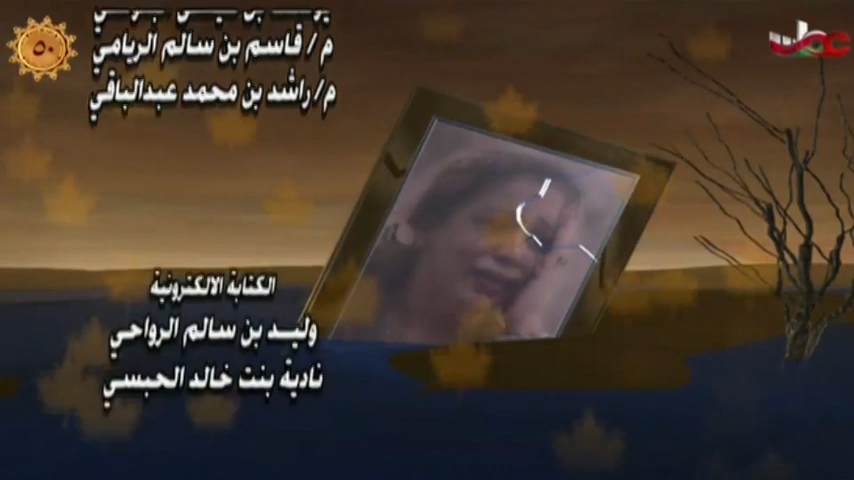 م/ قاسم بن سالم الريامي
م/ راشد بن محمد عبدالباقي
الكتابة الالكترونية
وليد بن سالم الرواحي
نادية بنت خالد الحبسي
٥٠
عمان